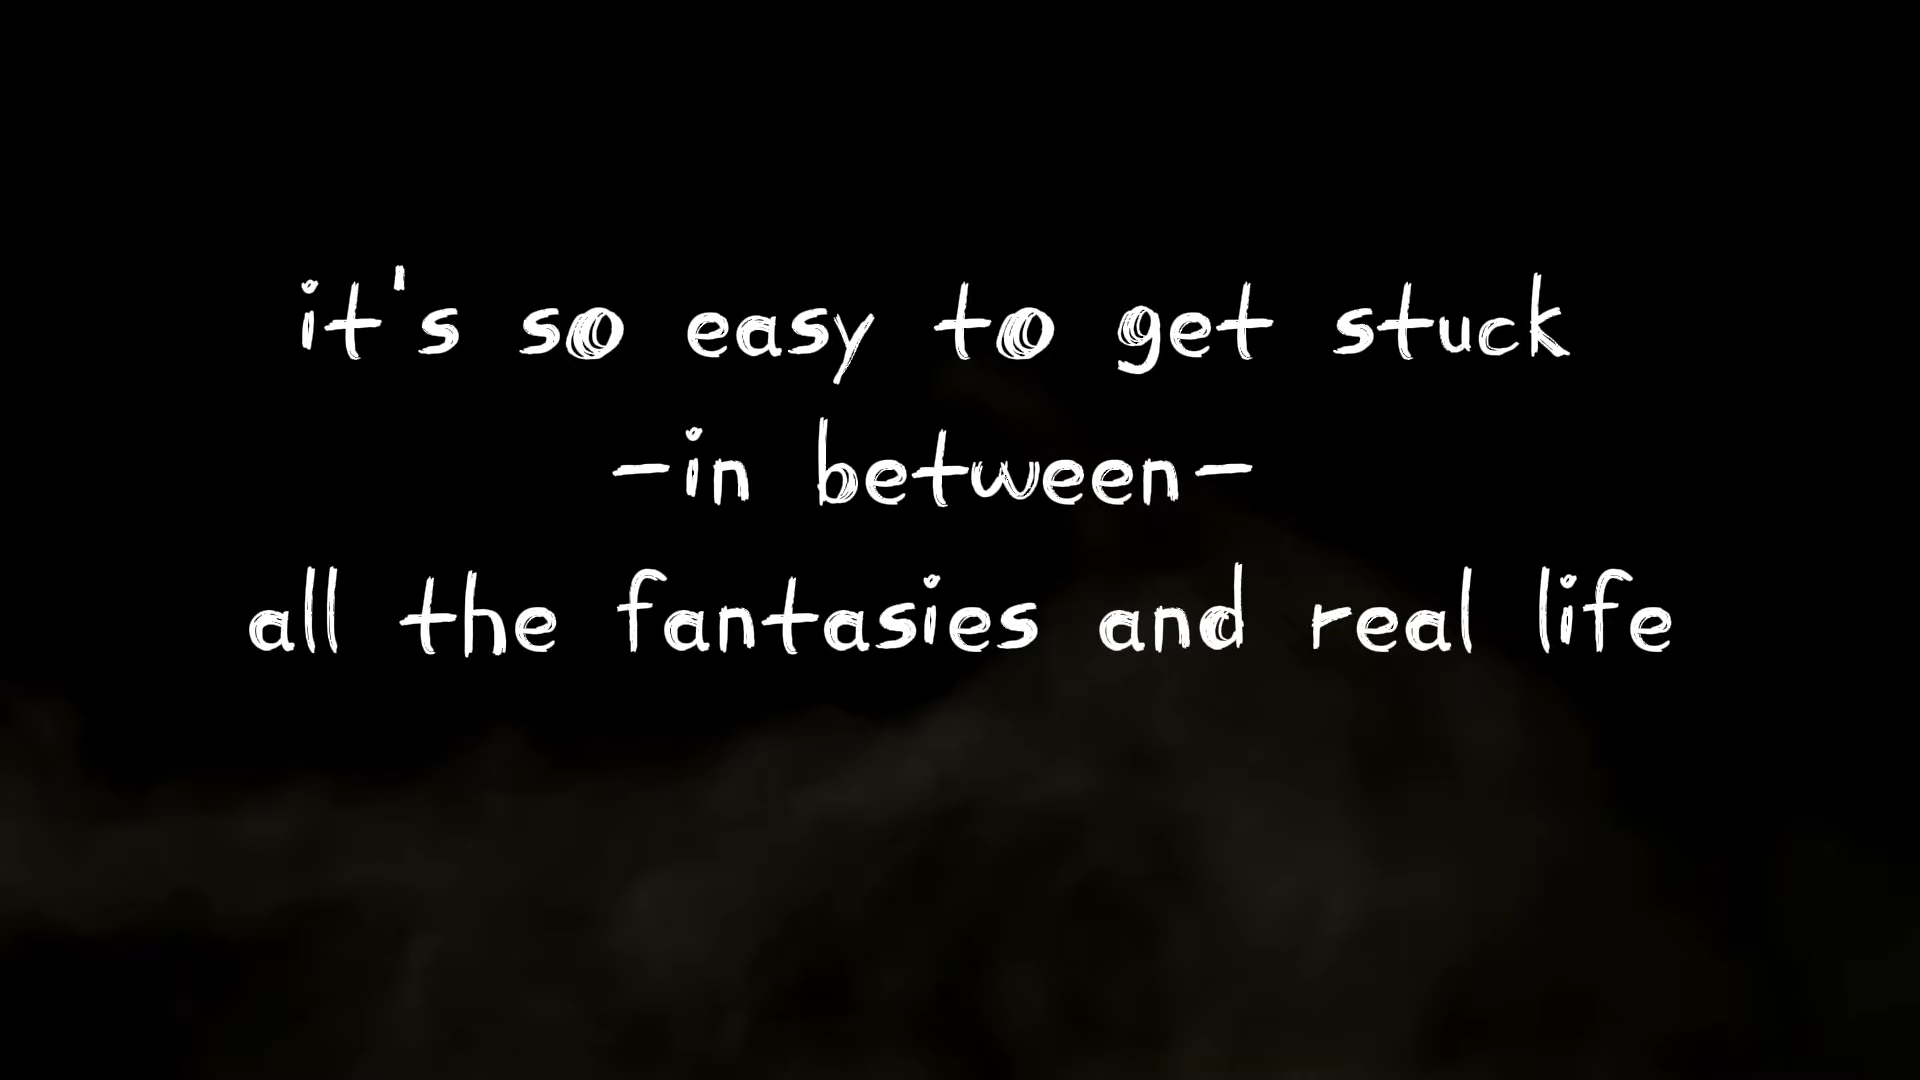 it's so easy to get stuck
-in between-
all the fantasies and real life